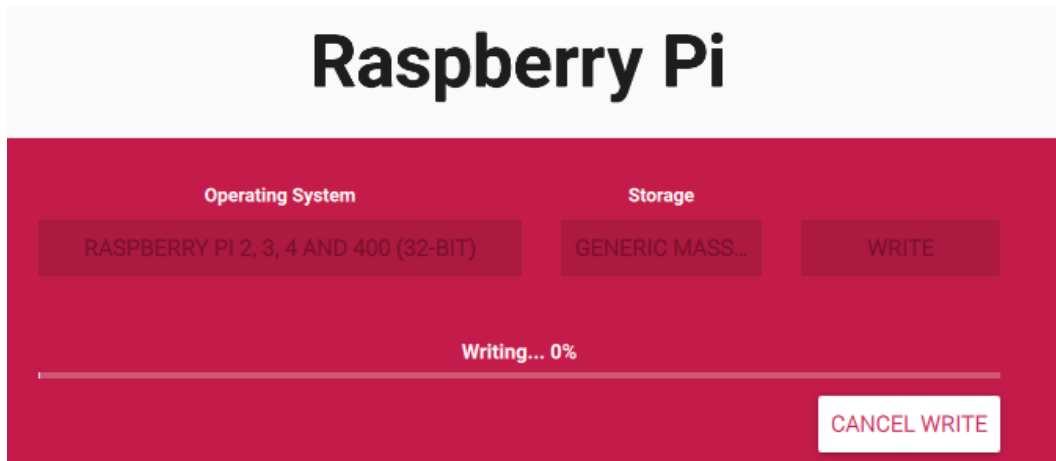 Raspberry Pi
Operating System Storage
RASPBERRY PI 2, 3, 4 AND 400 (32-BIT) GENERIC MASS... WRITE
Writing... 0%
CANCEL WRITE